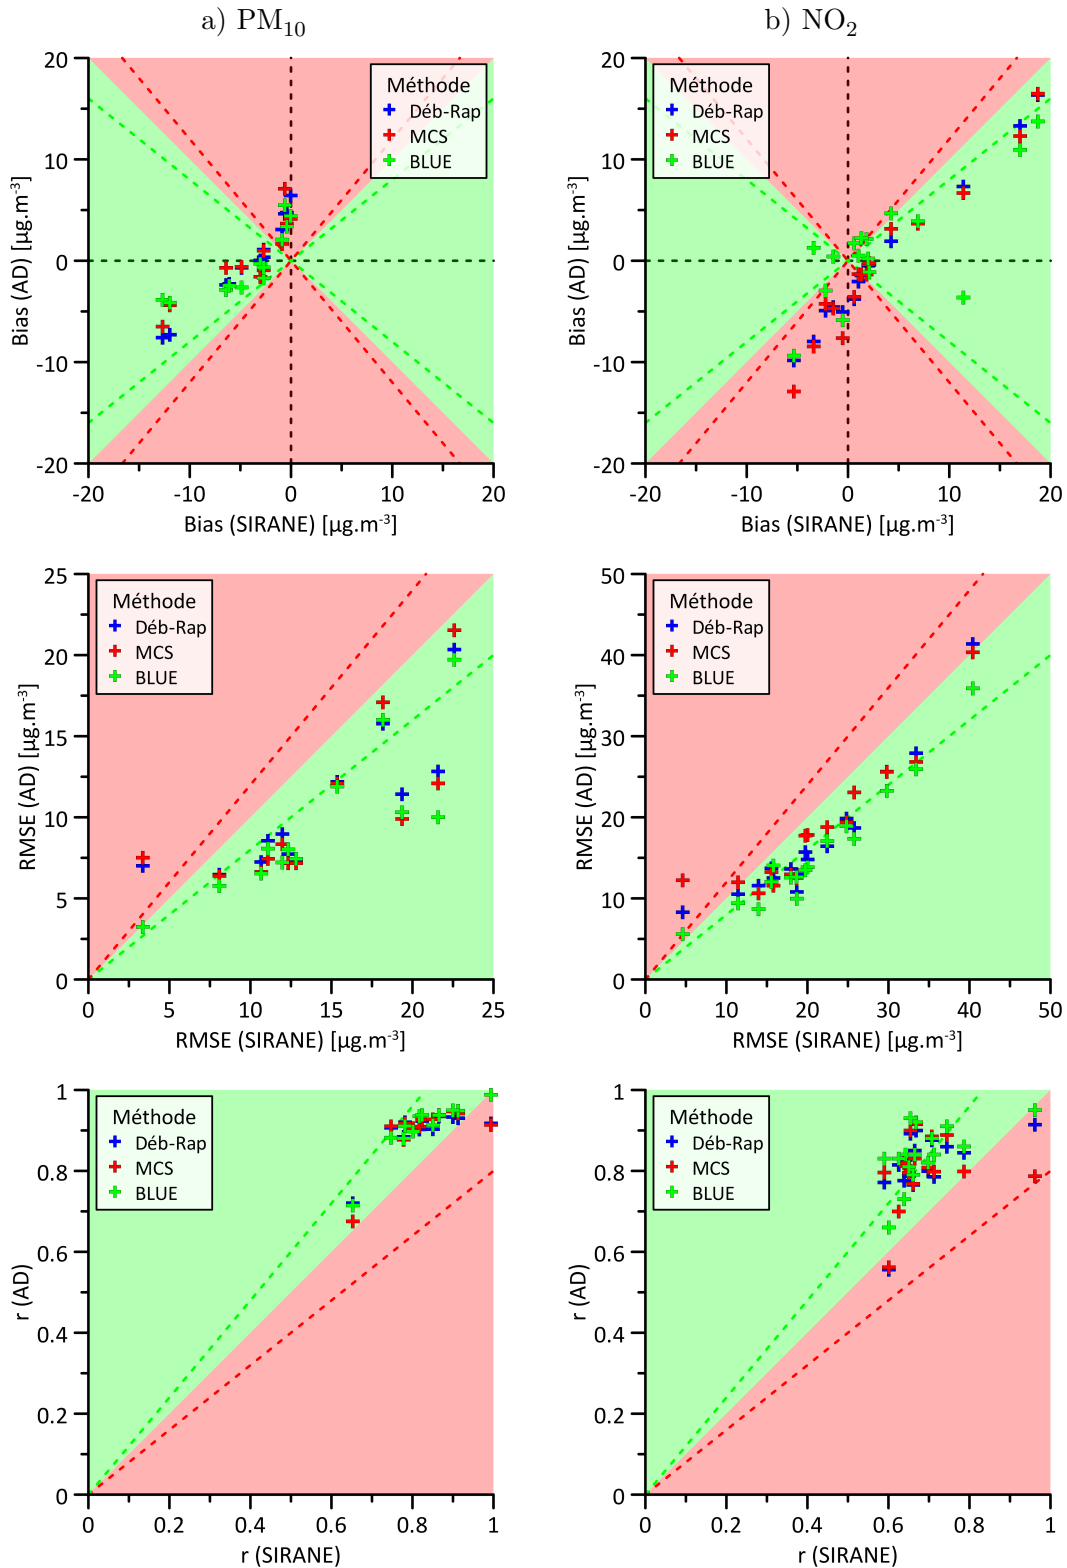 a) PM10
b) NO2
20
10
0
-10
-20
Bias (AD) [µg.m-3]
Méthode
Déb-Rap
MCS
BLUE
-20
-10
0
10
20
Bias (SIRANE) [µg.m-3]
20
10
0
-10
-20
Bias (AD) [µg.m-3]
Méthode
Déb-Rap
MCS
BLUE
-20
-10
0
10
20
Bias (SIRANE) [µg.m-3]
25
20
15
10
5
0
RMSE (AD) [µg.m-3]
Méthode
Déb-Rap
MCS
BLUE
0
5
10
15
20
25
RMSE (SIRANE) [µg.m-3]
50
40
30
20
10
0
RMSE (AD) [µg.m-3]
Méthode
Déb-Rap
MCS
BLUE
0
10
20
30
40
50
RMSE (SIRANE) [µg.m-3]
1
0.8
0.6
0.4
0.2
0
r (AD)
Méthode
Déb-Rap
MCS
BLUE
0
0.2
0.4
0.6
0.8
1
r (SIRANE)
1
0.8
0.6
0.4
0.2
0
r (AD)
Méthode
Déb-Rap
MCS
BLUE
0
0.2
0.4
0.6
0.8
1
r (SIRANE)